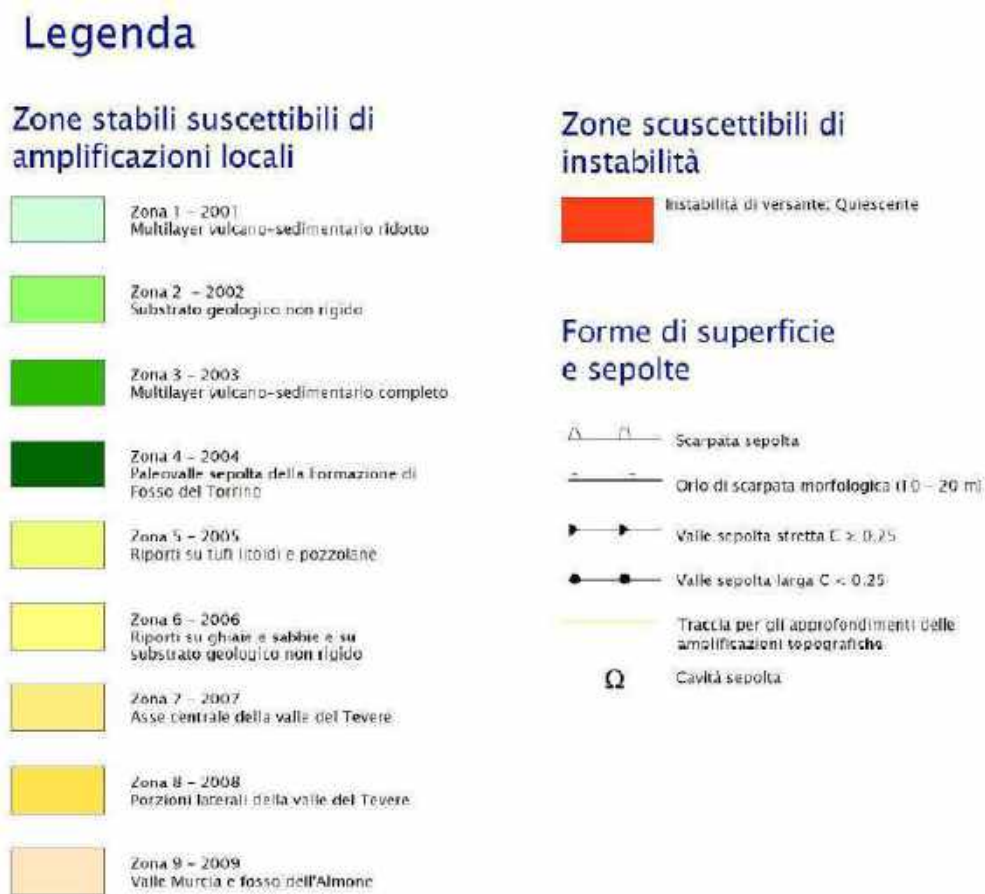 Legenda
Zone stabili suscettibili di
amplificazioni locali
Zona 1 - 2001
Multilayer vulcano-sedimentario ridotto
Zona 2 - 2002
Substrato geologico non rigido
Zona 3 - 2003
Multilayer vulcano-sedimentario completo
Zona 4 - 2004
Paleovalle sepolta della Formazione di
Fosso del Torrino
Zona 5 - 2005
Riporti su tufi litoidi e pozzolane
Zona 6 - 2006
Riporti su ghiaie e sabbie e su
substrato geologico non rigido
Zona 7 - 2007
Asse centrale della valle del Tevere
Zona 8 - 2008
Porzioni laterali della valle del Tevere
Zona 9 - 2009
Valle Murcia e fosso dell'Almone
Zone scuscettibili di
instabilità
Instabilità di versante: Quiescente
Forme di superficie
e sepolte
Scarpata sepolta
Orlo di scarpata morfologica (10 - 20 m)
Valle sepolta stretta C ≥ 0.25
Valle sepolta larga C < 0.25
Traccia per gli approfondimenti delle
amplificazioni topografiche
Ω Cavità sepolta